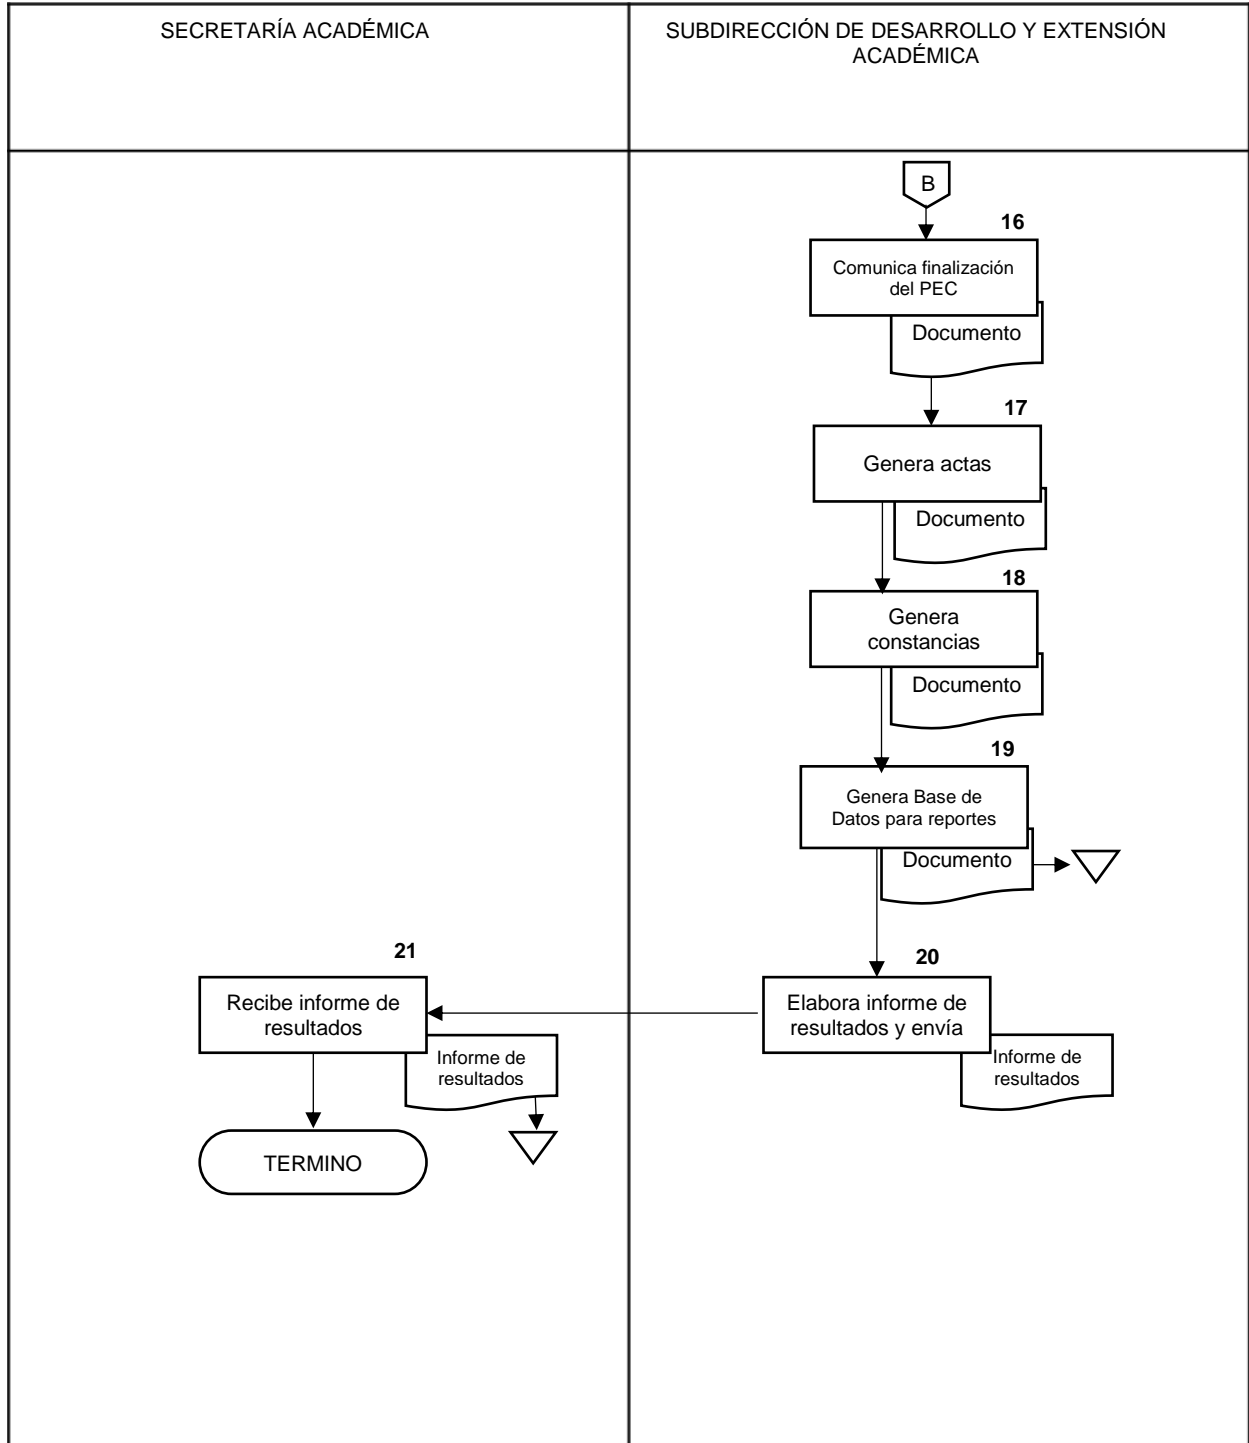 SECRETARÍA ACADÉMICA
SUBDIRECCIÓN DE DESARROLLO Y EXTENSIÓN
ACADÉMICA
B
16
Comunica finalización
del PEC
Documento
17
Genera actas
Documento
18
Genera
constancias
Documento
19
Genera Base de
Datos para reportes
Documento
20
Elabora informe de
resultados y envía
Informe de
resultados
21
Recibe informe de
resultados
Informe de
resultados
TERMINO